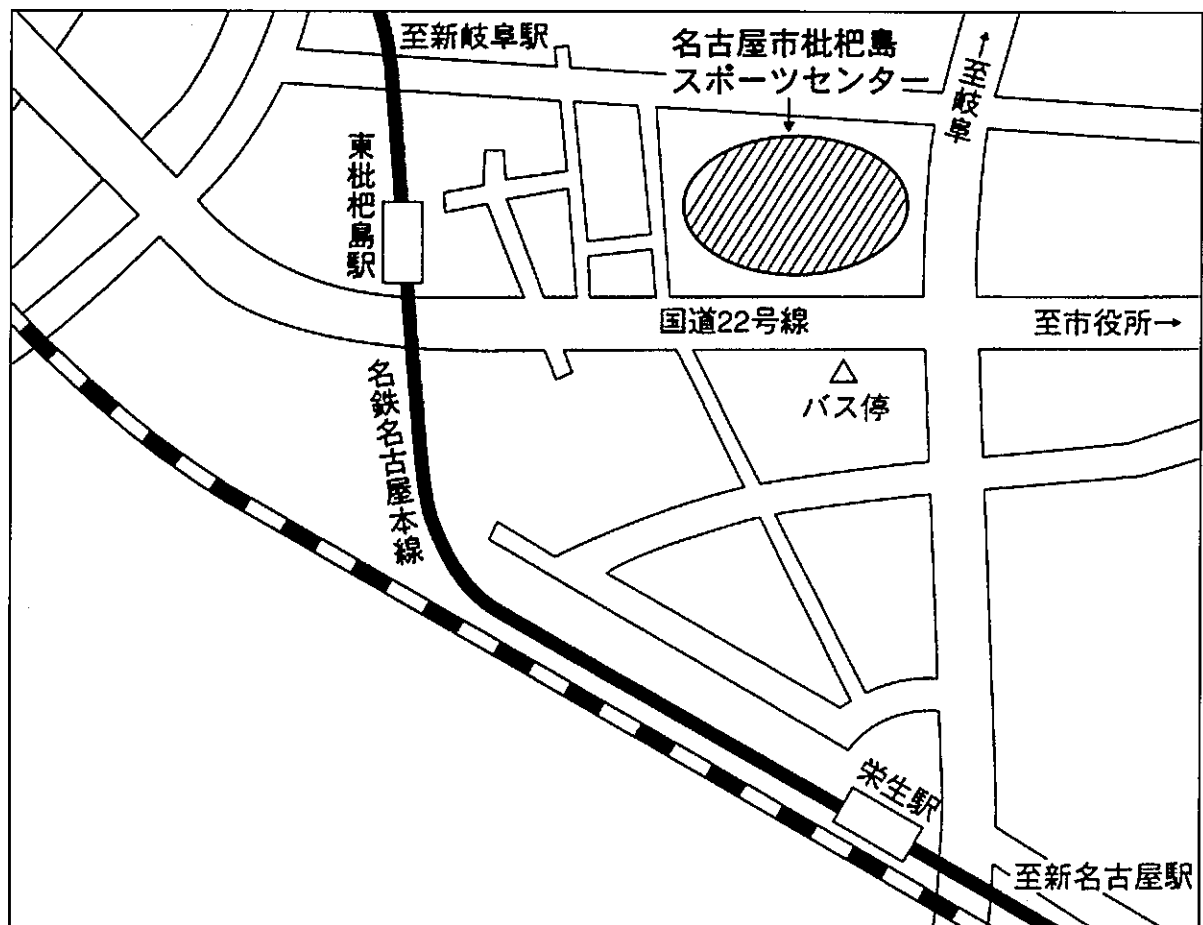 至新岐阜駅
名古屋市枇杷島
スポーツセンター
↑至岐阜
東枇杷島駅
国道22号線
至市役所→
バス停
名鉄名古屋本線
栄生駅
至新名古屋駅